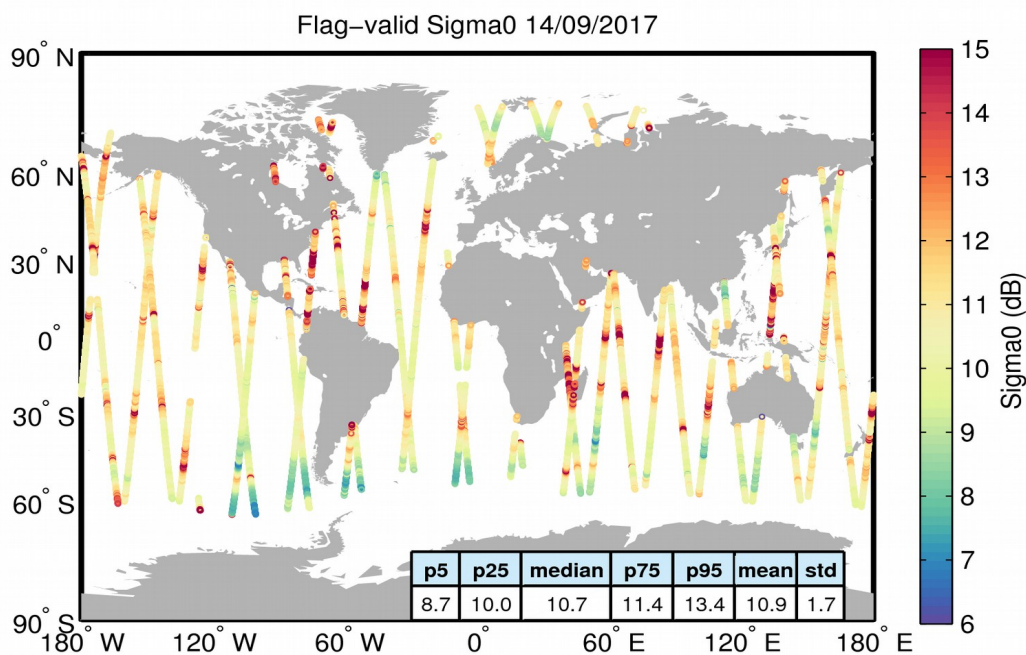 Flag−valid Sigma0 14/09/2017
90° N
60° N
30° N
0°
30° S
60° S
90° S
180° W
120° W
60° W
0°
60° E
120° E
180° E
p5 p25 median p75 p95 mean std
8.7 10.0 10.7 11.4 13.4 10.9 1.7
15
14
13
12
11
10
9
8
7
6
Sigma0 (dB)